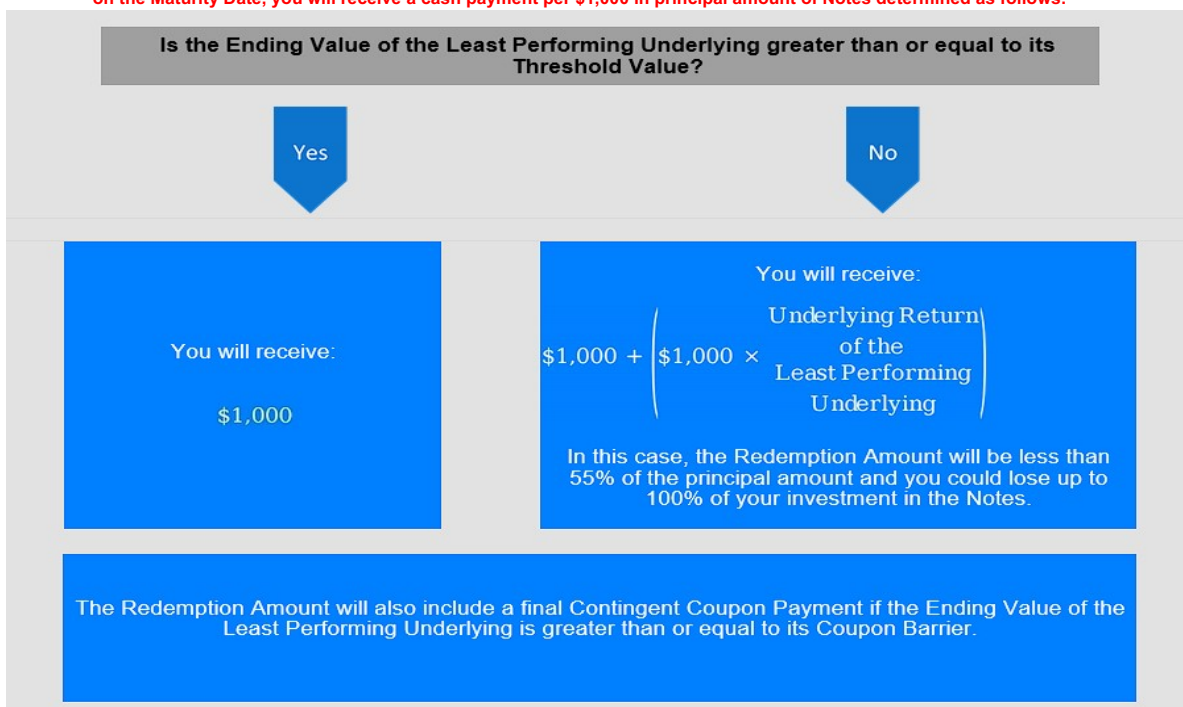 on the Maturity Date, you will receive a cash payment per $1,000 in principal amount of Notes determined as follows:
Is the Ending Value of the Least Performing Underlying greater than or equal to its
Threshold Value?
Yes
No
You will receive:
$1,000
You will receive:
$1,000 + ($1,000 × Underlying Return
of the
Least Performing
Underlying)
In this case, the Redemption Amount will be less than
55% of the principal amount and you could lose up to
100% of your investment in the Notes.
The Redemption Amount will also include a final Contingent Coupon Payment if the Ending Value of the
Least Performing Underlying is greater than or equal to its Coupon Barrier.